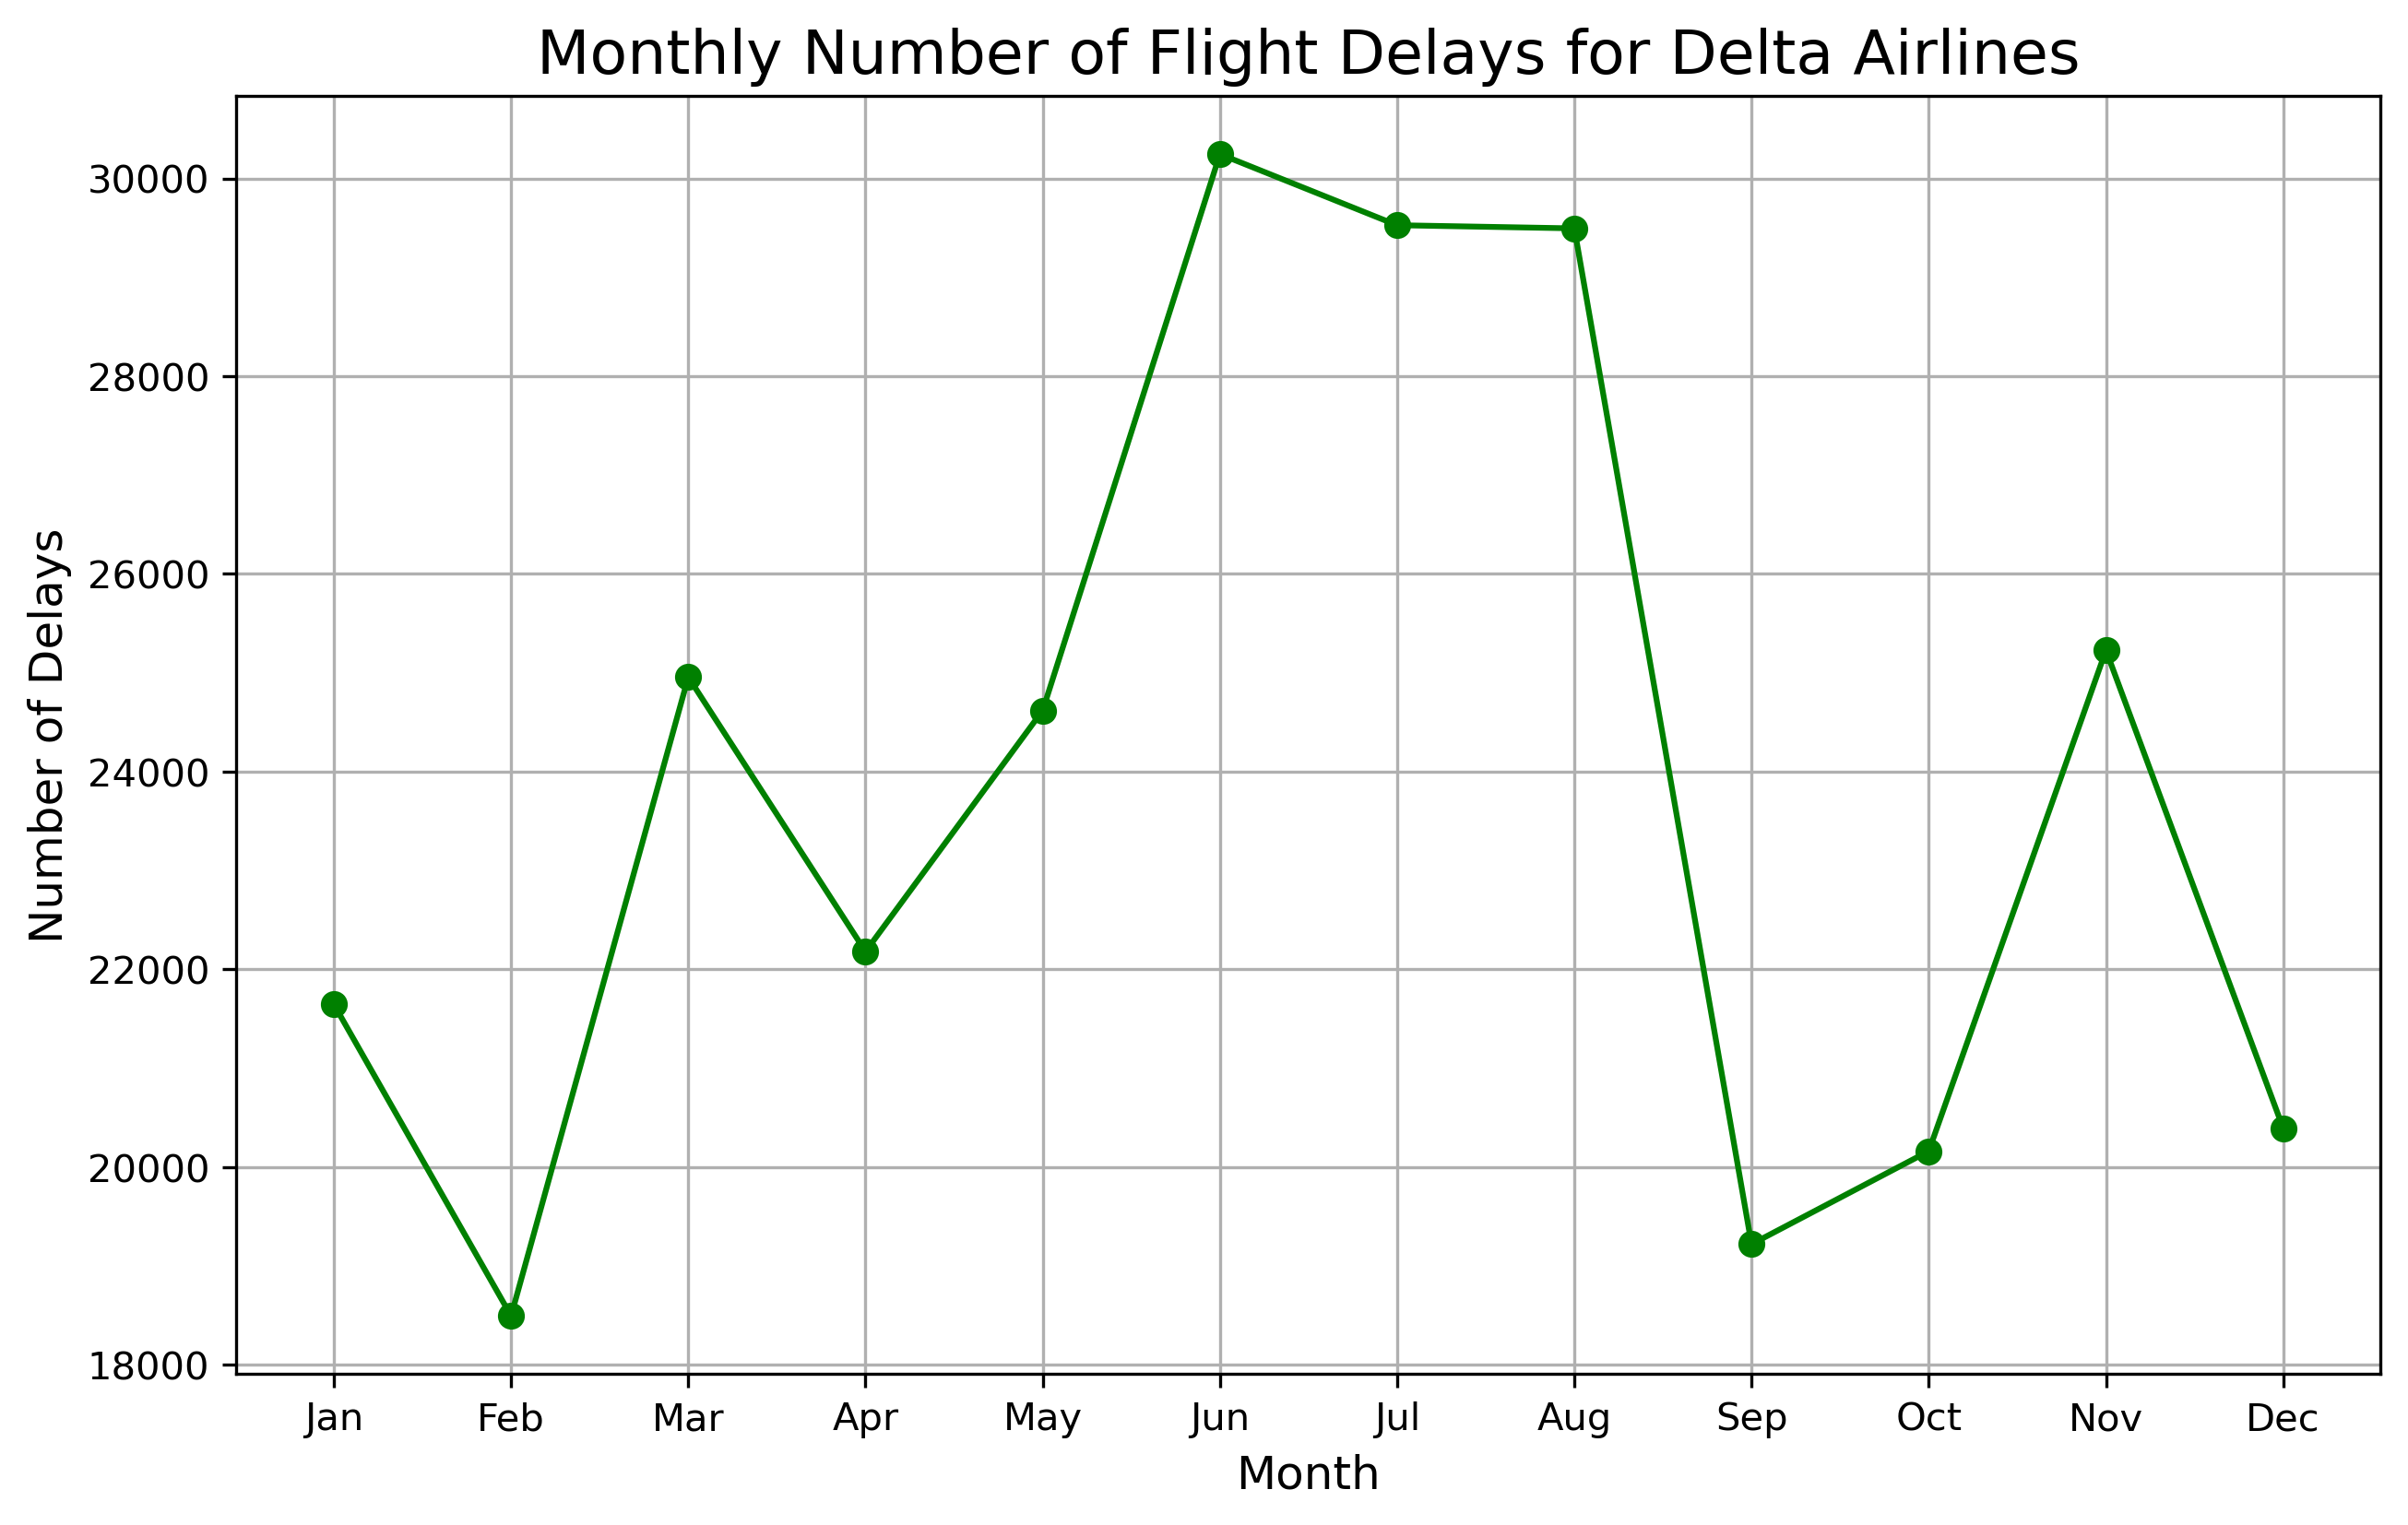 Monthly Number of Flight Delays for Delta Airlines
Number of Delays
30000
28000
26000
24000
22000
20000
18000
Jan Feb Mar Apr May Jun Jul Aug Sep Oct Nov Dec
Month